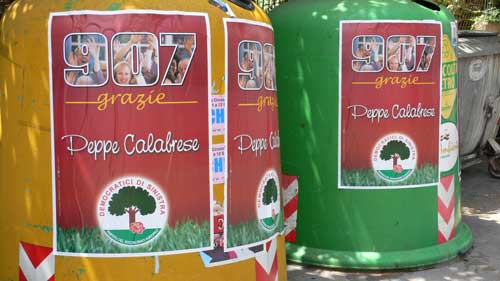 907
grazie
Peppe Calabrese
DEMOCRATICI DI SINISTRA
907
grazie
Peppe Calabrese
907
grazie
Peppe Calabrese
DEMOCRATICI DI SINISTRA